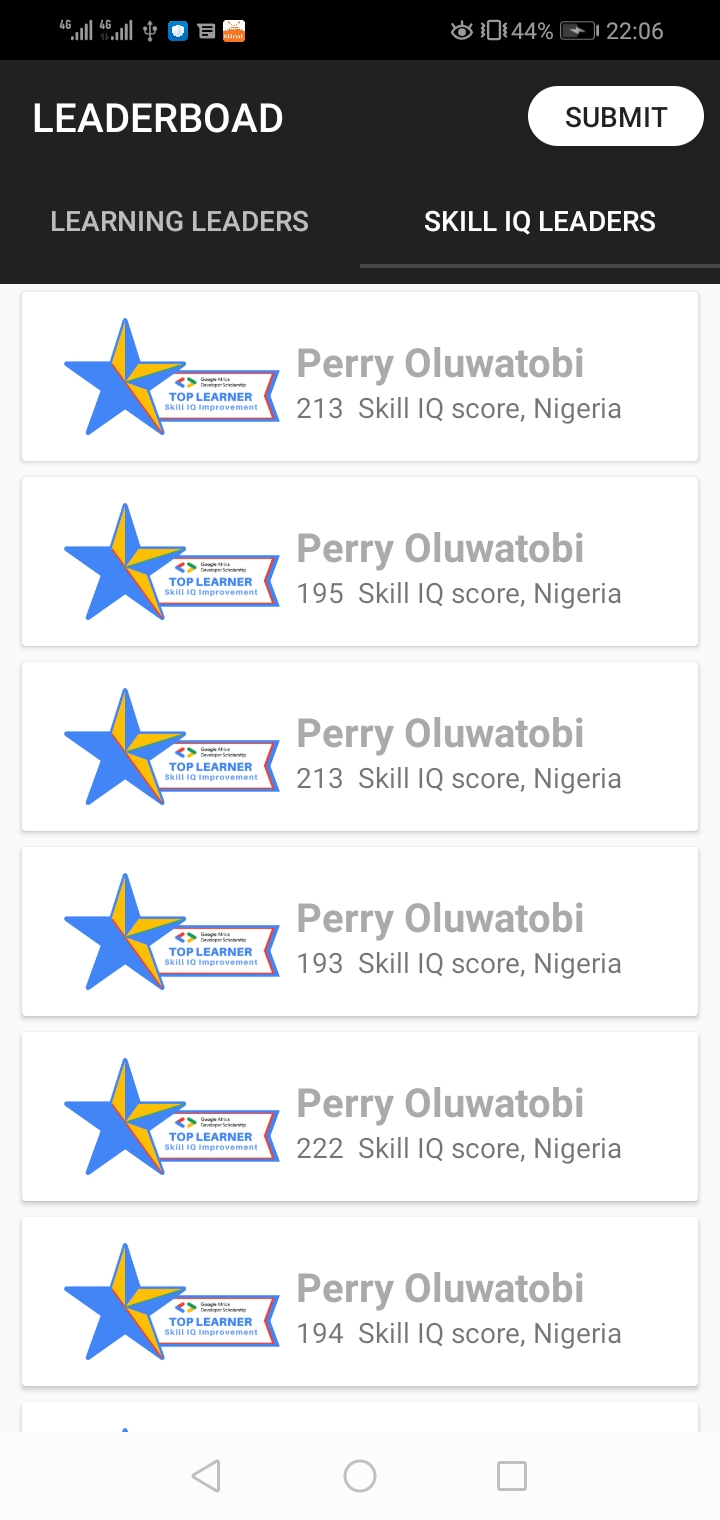 4G 4G 44% 22:06
LEADERBOAD
SUBMIT
LEARNING LEADERS
SKILL IQ LEADERS
Google Africa
Developer Scholarship
TOP LEARNER
Skill IQ Improvement
Perry Oluwatobi
213 Skill IQ score, Nigeria
Google Africa
Developer Scholarship
TOP LEARNER
Skill IQ Improvement
Perry Oluwatobi
195 Skill IQ score, Nigeria
Google Africa
Developer Scholarship
TOP LEARNER
Skill IQ Improvement
Perry Oluwatobi
213 Skill IQ score, Nigeria
Google Africa
Developer Scholarship
TOP LEARNER
Skill IQ Improvement
Perry Oluwatobi
193 Skill IQ score, Nigeria
Google Africa
Developer Scholarship
TOP LEARNER
Skill IQ Improvement
Perry Oluwatobi
222 Skill IQ score, Nigeria
Google Africa
Developer Scholarship
TOP LEARNER
Skill IQ Improvement
Perry Oluwatobi
194 Skill IQ score, Nigeria